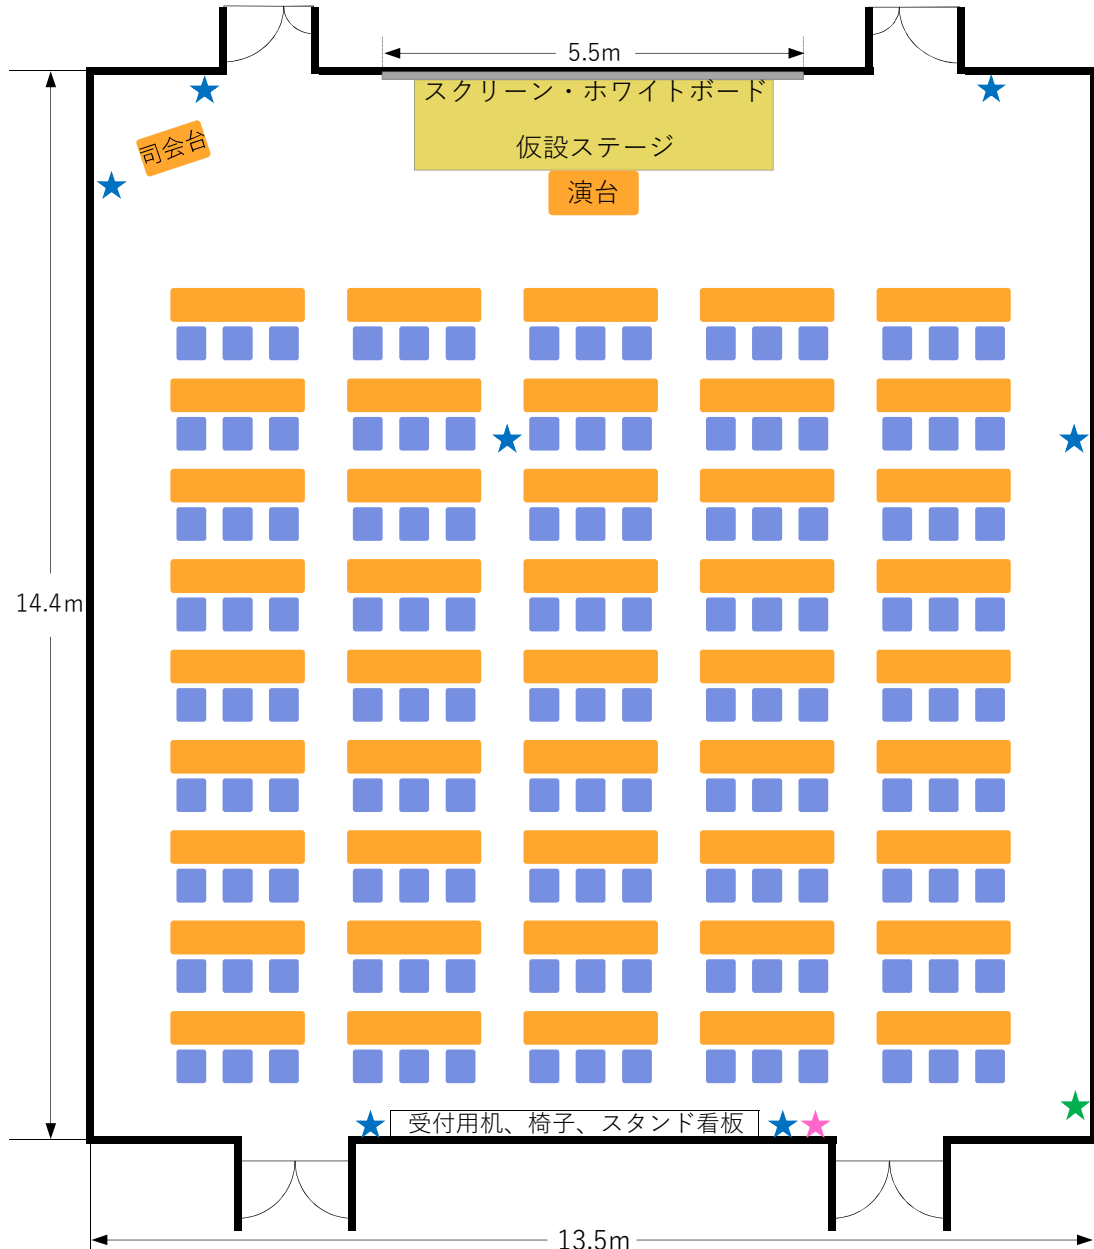 5.5m
スクリーン・ホワイトボード
司会台
仮設ステージ
演台
14.4m
受付用机、椅子、スタンド看板
13.5m